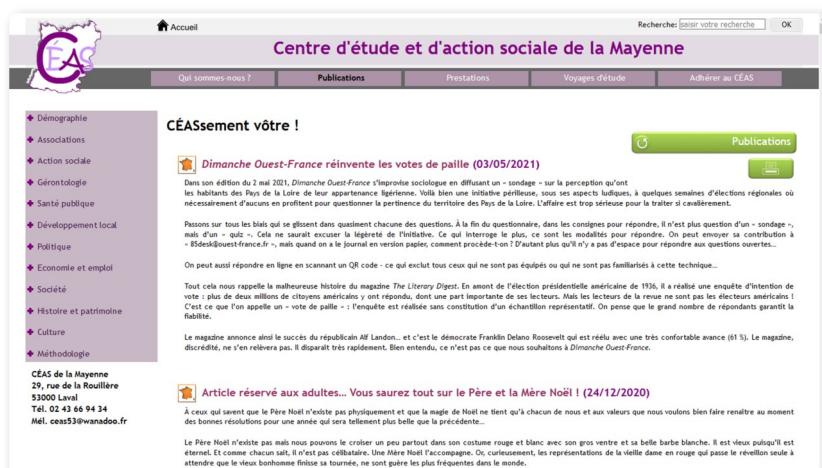 Accueil
Recherche: saisir votre recherche OK
CÉAS
Centre d'étude et d'action sociale de la Mayenne
Qui sommes-nous ? Publications Prestations Voyages d'étude Adhérer au CÉAS
Démographie
Associations
Action sociale
Gérontologie
Santé publique
Développement local
Politique
Economie et emploi
Société
Histoire et patrimoine
Culture
Méthodologie
CÉAS de la Mayenne
29, rue de la Rouillère
53000 Laval
Tél. 02 43 66 94 34
Mél. ceas53@wanadoo.fr
CÉASsement vôtre !
Publications
Dimanche Ouest-France réinvente les votes de paille (03/05/2021)
Dans son édition du 2 mai 2021, Dimanche Ouest-France s'improvise sociologue en diffusant un « sondage » sur la perception qu'ont
les habitants des Pays de la Loire de leur appartenance ligérienne. Voilà bien une initiative périlleuse, sous ses aspects ludiques, à quelques semaines d'élections régionales où
nécessairement d'aucuns en profitent pour questionner la pertinence du territoire des Pays de la Loire. L'affaire est trop sérieuse pour la traiter si cavalièrement.
Passons sur tous les biais qui se glissent dans quasiment chacune des questions. À la fin du questionnaire, dans les consignes pour répondre, il n'est plus question d'un « sondage »,
mais d'un « quiz ». Cela ne saurait excuser la légèreté de l'initiative. Ce qui interroge le plus, ce sont les modalités pour répondre. On peut envoyer sa contribution à
« 85desk@ouest-france.fr », mais quand on a le journal en version papier, comment procède-t-on ? D'autant plus qu'il n'y a pas d'espace pour répondre aux questions ouvertes...
On peut aussi répondre en ligne en scannant un QR code – ce qui exclut tous ceux qui ne sont pas équipés ou qui ne sont pas familiarisés à cette technique...
Tout cela nous rappelle la malheureuse histoire du magazine The Literary Digest. En amont de l'élection présidentielle américaine de 1936, il a réalisé une enquête d'intention de
vote : plus de deux millions de citoyens américains y ont répondu, dont une part importante de ses lecteurs. Mais les lecteurs de la revue ne sont pas les électeurs américains !
C'est ce que l'on appelle un « vote de paille » : l'enquête est réalisée sans constitution d'un échantillon représentatif. On pense que le grand nombre de répondants garantit la
fiabilité.
Le magazine annonce ainsi le succès du républicain Alf Landon... et c'est le démocrate Franklin Delano Roosevelt qui est réélu avec une très confortable avance (61 %). Le magazine,
discrédité, ne s'en relèvera pas. Il disparaît très rapidement. Bien entendu, ce n'est pas ce que nous souhaitons à Dimanche Ouest-France.
Article réservé aux adultes... Vous saurez tout sur le Père et la Mère Noël ! (24/12/2020)
À ceux qui savent que le Père Noël n'existe pas physiquement et que la magie de Noël ne tient qu'à chacun de nous et aux valeurs que nous voulons bien faire renaître au moment
des bonnes résolutions pour une année qui sera tellement plus belle que la précédente...
Le Père Noël n'existe pas mais nous pouvons le croiser un peu partout dans son costume rouge et blanc avec son gros ventre et sa belle barbe blanche. Il est vieux puisqu'il est
éternel. Et comme chacun sait, il n'est pas célibataire. Une Mère Noël l'accompagne. Or, curieusement, les représentations de la vieille dame en rouge qui passe le réveillon seule à
attendre que le vieux bonhomme finisse sa tournée, ne sont guère les plus fréquentes dans le monde.